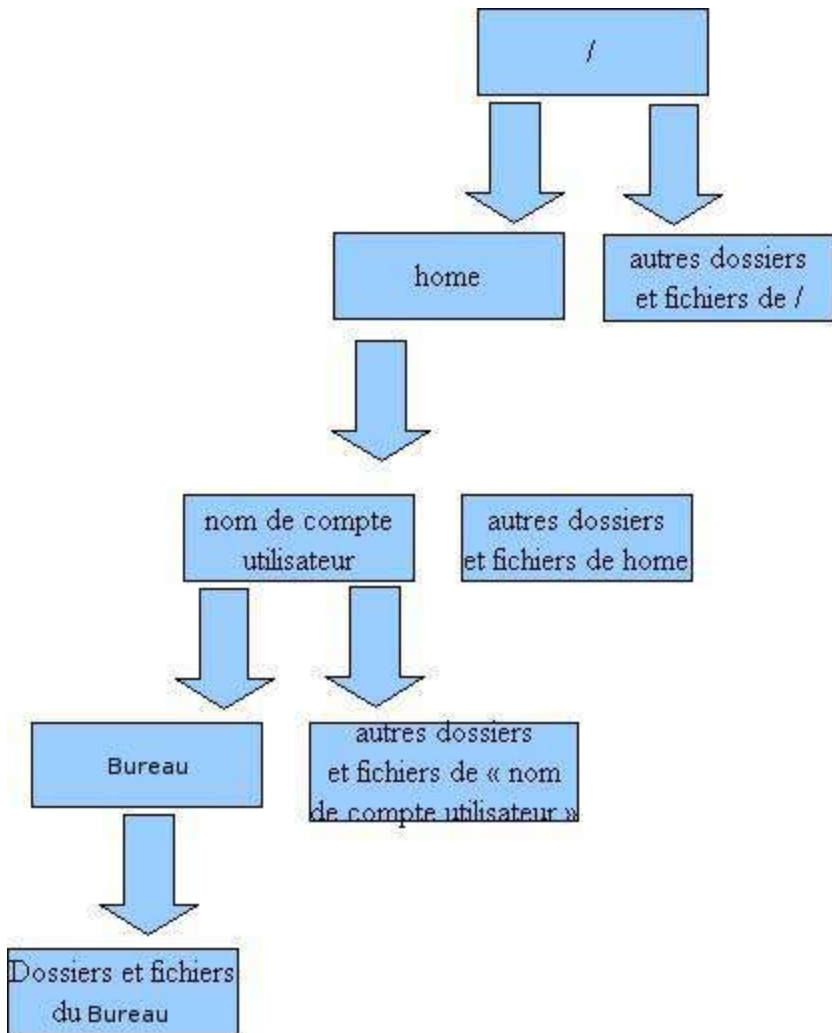 /
home
autres dossiers
et fichiers de /
nom de compte
utilisateur
autres dossiers
et fichiers de home
Bureau
autres dossiers
et fichiers de « nom
de compte utilisateur »
Dossiers et fichiers
du Bureau